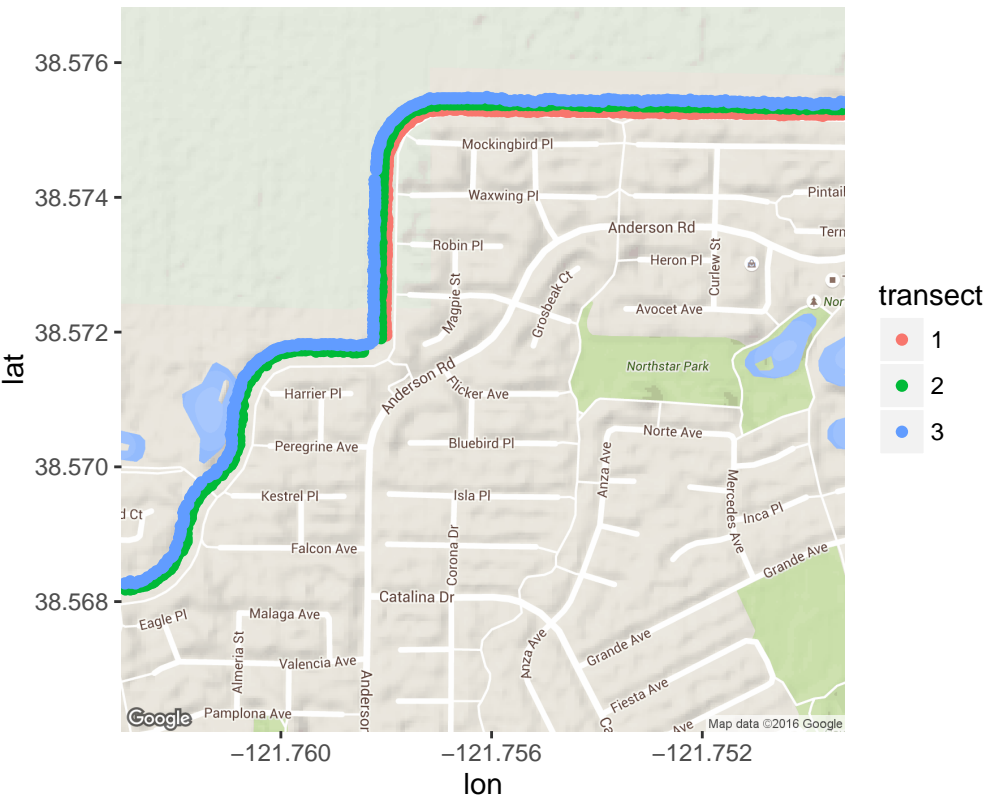 38.576
38.574
38.572
38.570
38.568
lat
−121.760
−121.756
−121.752
lon
Mockingbird Pl
Waxwing Pl
Pintail
Anderson Rd
Tern
Robin Pl
Heron Pl
Curlew St
Magpie St
Grosbeak Ct
Avocet Ave
Nor
Northstar Park
Anderson Rd
Flicker Ave
Harrier Pl
Peregrine Ave
Bluebird Pl
Norte Ave
Anza Ave
Mercedes Ave
Kestrel Pl
Isla Pl
Inca Pl
d Ct
Falcon Ave
Corona Dr
Grande Ave
Catalina Dr
Eagle Pl
Malaga Ave
Almeria St
Valencia Ave
Anza Ave
Grande Ave
Fiesta Ave
Anderson
Pamplona Ave
Ca
Ave
Google
Map data ©2016 Google
transect
1
2
3